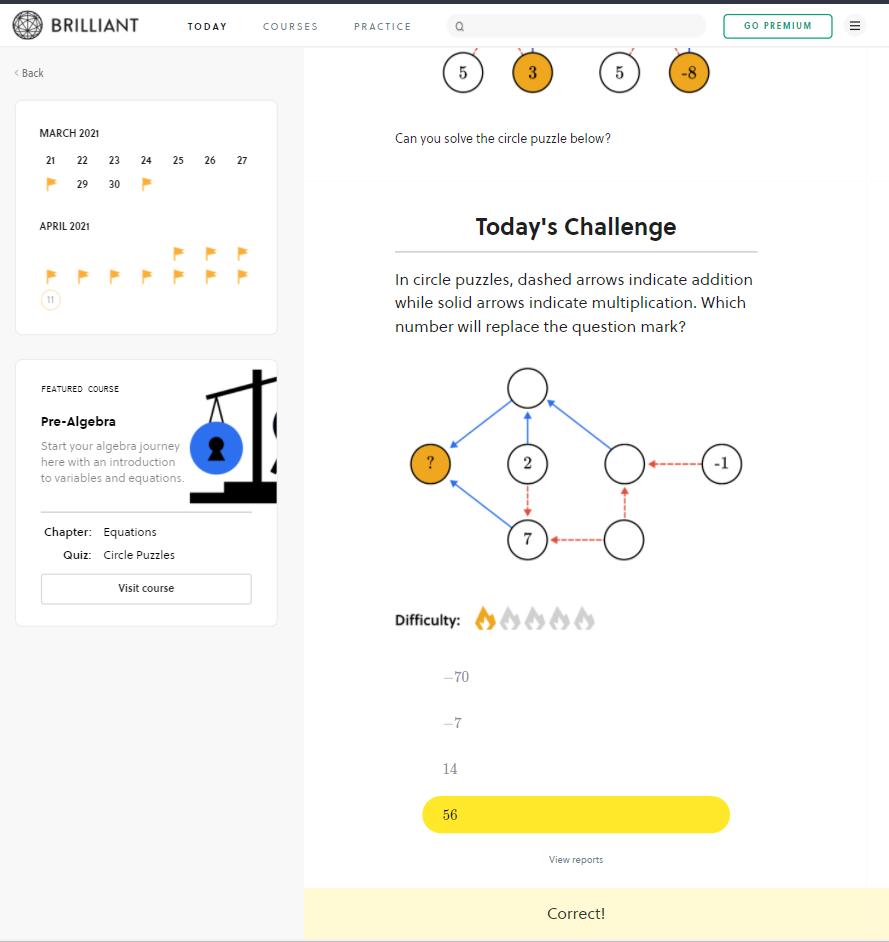 BRILLIANT
TODAY COURSES PRACTICE GO PREMIUM
‹ Back
MARCH 2021
21 22 23 24 25 26 27
29 30
APRIL 2021
11
FEATURED COURSE
Pre-Algebra
Start your algebra journey
here with an introduction
to variables and equations.
Chapter: Equations
Quiz: Circle Puzzles
Visit course
5 3 5 -8
Can you solve the circle puzzle below?
Today's Challenge
In circle puzzles, dashed arrows indicate addition
while solid arrows indicate multiplication. Which
number will replace the question mark?
? 2 -1
7
Difficulty:
−70
−7
14
56
View reports
Correct!